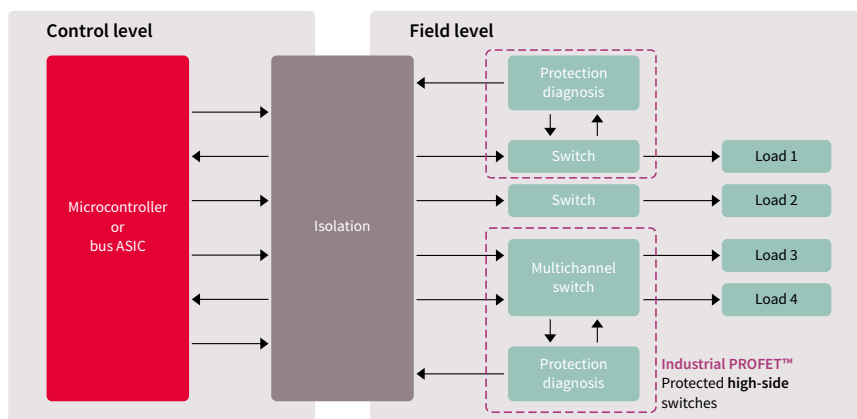 Control level
Field level
Microcontroller
or
bus ASIC
Isolation
Protection
diagnosis
Switch
Load 1
Switch
Load 2
Multichannel
switch
Load 3
Load 4
Protection
diagnosis
Industrial PROFET™
Protected high-side
switches